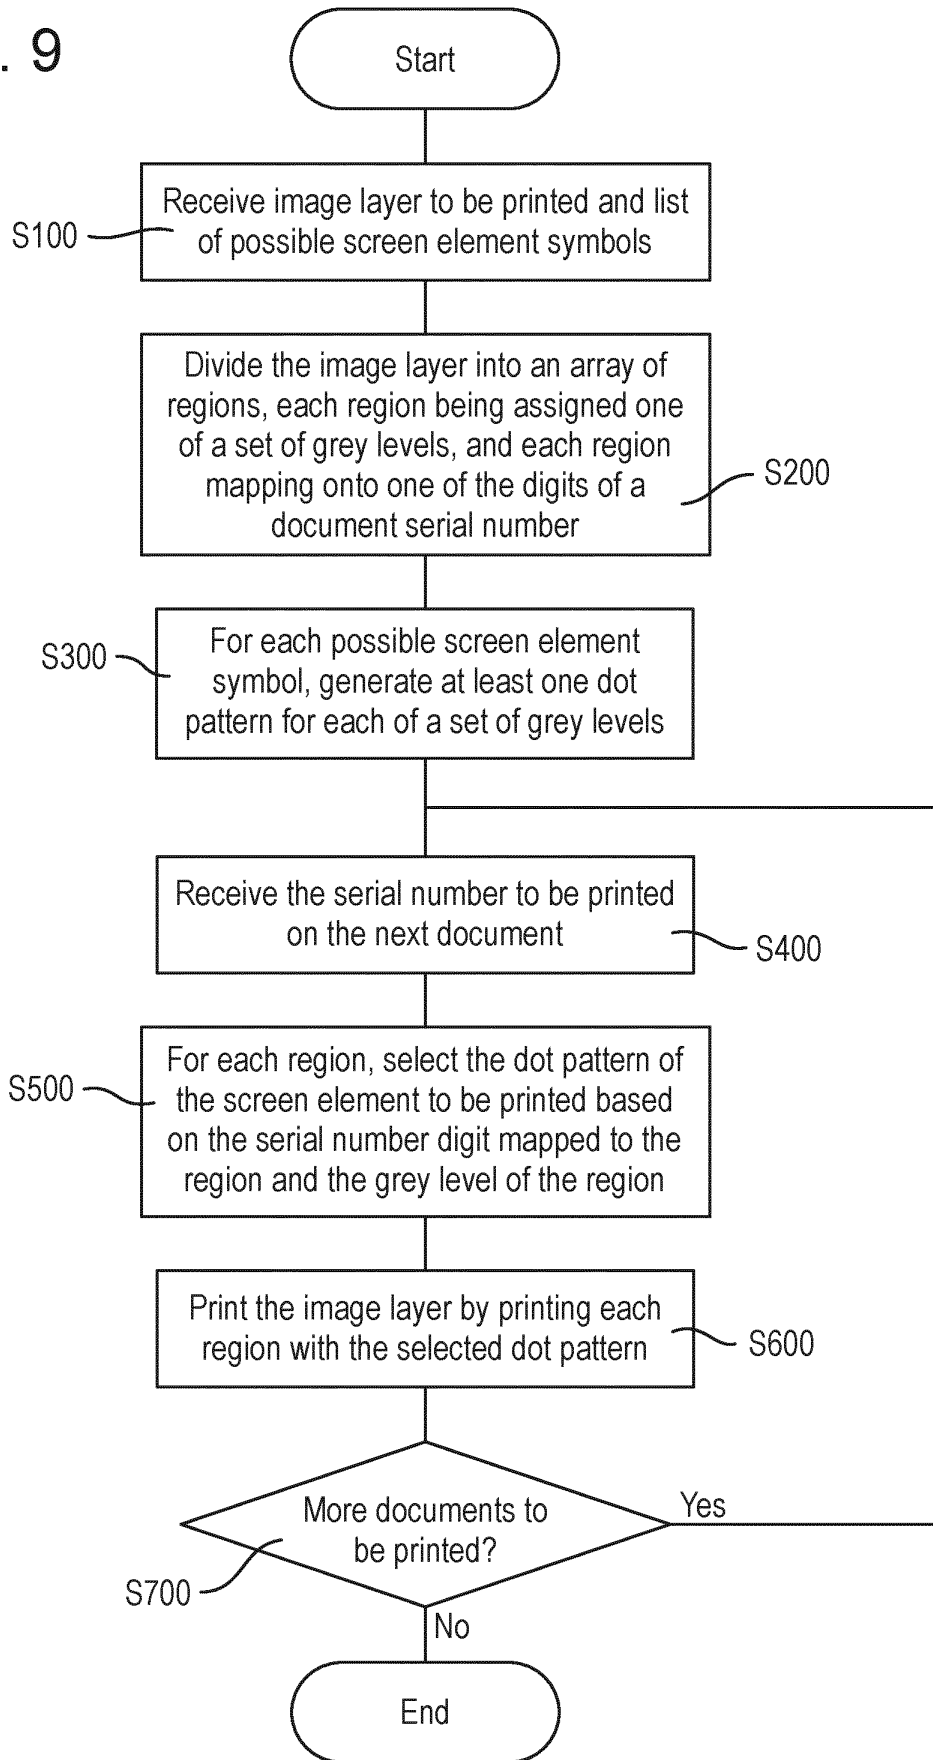 . 9
Start
Receive image layer to be printed and list
of possible screen element symbols
S100
Divide the image layer into an array of
regions, each region being assigned one
of a set of grey levels, and each region
mapping onto one of the digits of a
document serial number
S200
For each possible screen element
symbol, generate at least one dot
pattern for each of a set of grey levels
S300
Receive the serial number to be printed
on the next document
S400
For each region, select the dot pattern of
the screen element to be printed based
on the serial number digit mapped to the
region and the grey level of the region
S500
Print the image layer by printing each
region with the selected dot pattern
S600
More documents to
be printed?
Yes
S700
No
End